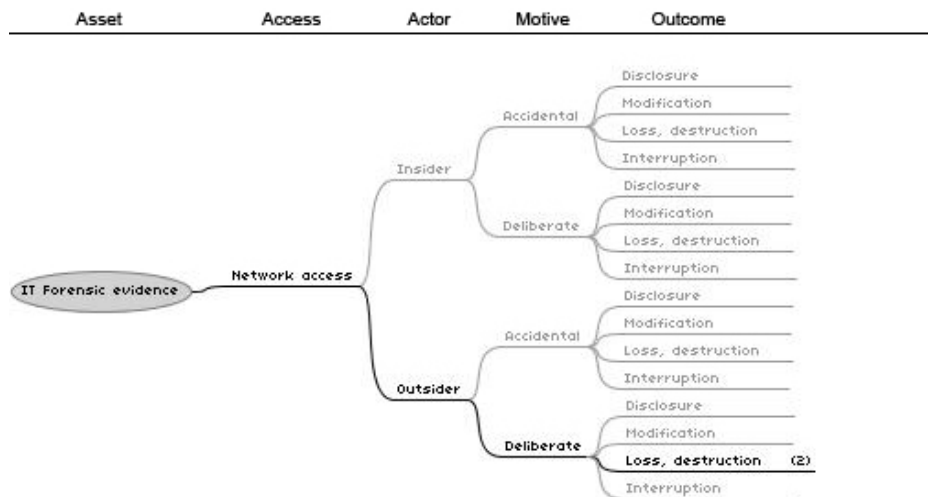 Asset Access Actor Motive Outcome
Disclosure
Modification
Accidental
Loss, destruction
Interruption
Insider
Disclosure
Modification
Deliberate
Loss, destruction
Interruption
Network access
IT Forensic evidence
Disclosure
Modification
Accidental
Loss, destruction
Interruption
Outsider
Disclosure
Modification
Deliberate
Loss, destruction (2)
Interruption